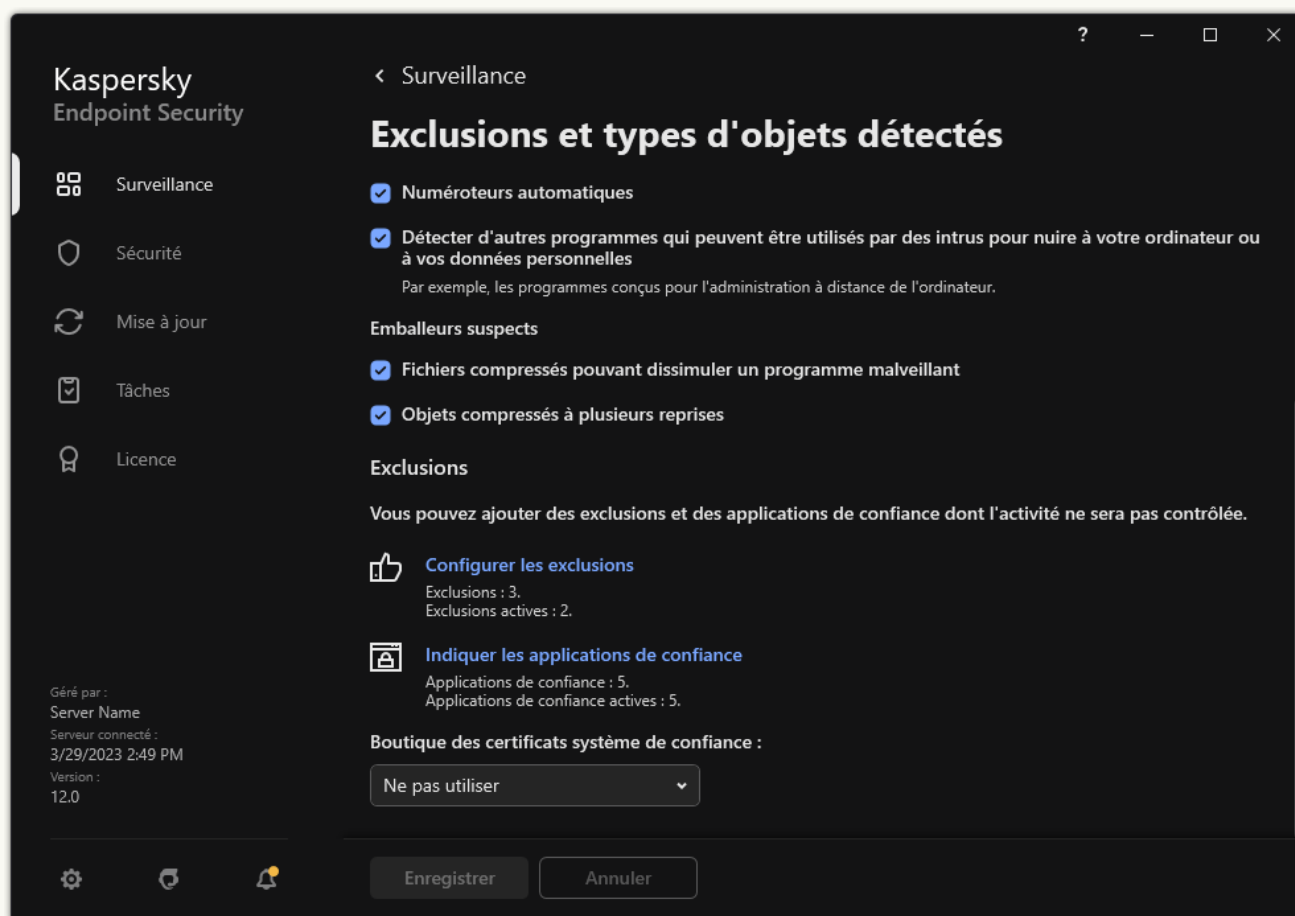 ?
Kaspersky
Endpoint Security
Surveillance
Sécurité
Mise à jour
Tâches
Licence
Géré par :
Server Name
Serveur connecté :
3/29/2023 2:49 PM
Version :
12.0
Surveillance
Exclusions et types d'objets détectés
Numéroteurs automatiques
Détecter d'autres programmes qui peuvent être utilisés par des intrus pour nuire à votre ordinateur ou
à vos données personnelles
Par exemple, les programmes conçus pour l'administration à distance de l'ordinateur.
Emballeurs suspects
Fichiers compressés pouvant dissimuler un programme malveillant
Objets compressés à plusieurs reprises
Exclusions
Vous pouvez ajouter des exclusions et des applications de confiance dont l'activité ne sera pas contrôlée.
Configurer les exclusions
Exclusions : 3.
Exclusions actives : 2.
Indiquer les applications de confiance
Applications de confiance : 5.
Applications de confiance actives : 5.
Boutique des certificats système de confiance :
Ne pas utiliser
Enregistrer
Annuler